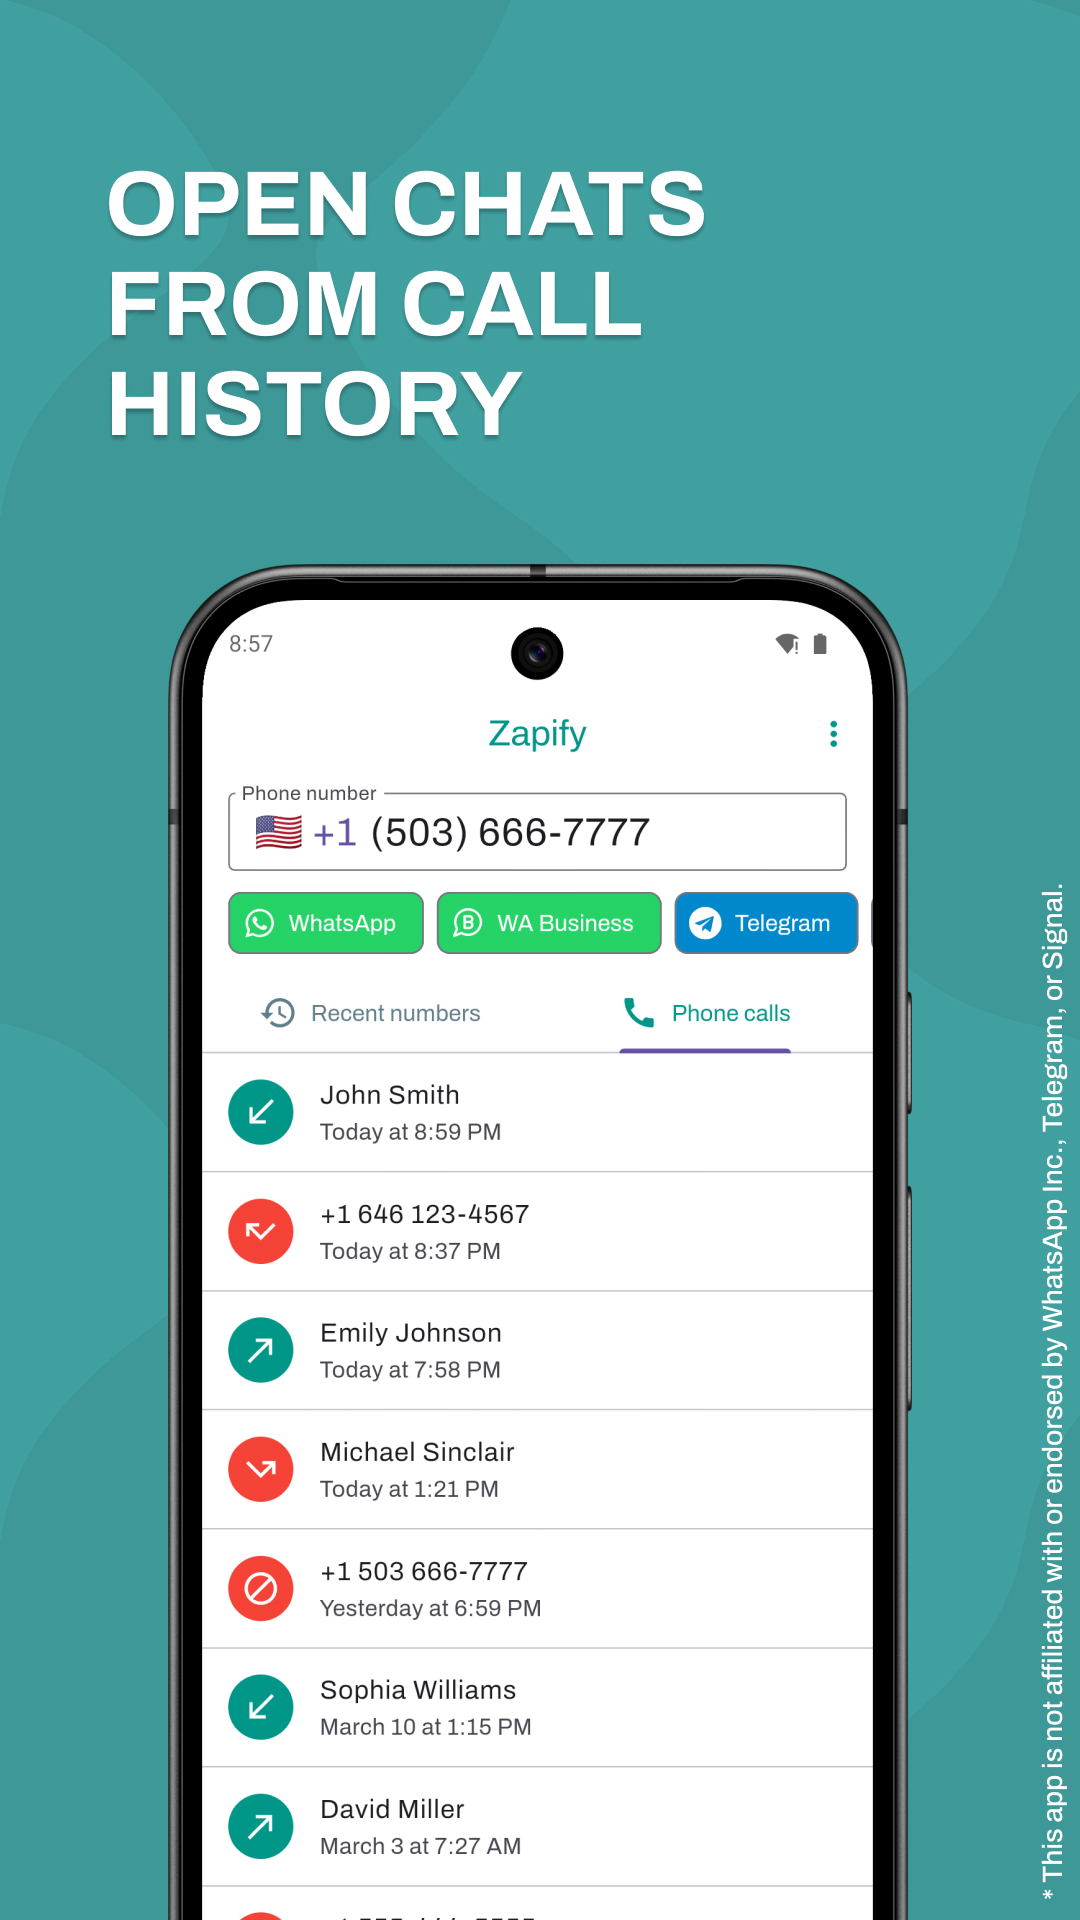 OPEN CHATS
FROM CALL
HISTORY
8:57
Zapify
Phone number
+1 (503) 666-7777
WhatsApp
WA Business
Telegram
Recent numbers
Phone calls
John Smith
Today at 8:59 PM
+1 646 123-4567
Today at 8:37 PM
Emily Johnson
Today at 7:58 PM
Michael Sinclair
Today at 1:21 PM
+1 503 666-7777
Yesterday at 6:59 PM
Sophia Williams
March 10 at 1:15 PM
David Miller
March 3 at 7:27 AM
* This app is not affiliated with or endorsed by WhatsApp Inc., Telegram, or Signal.